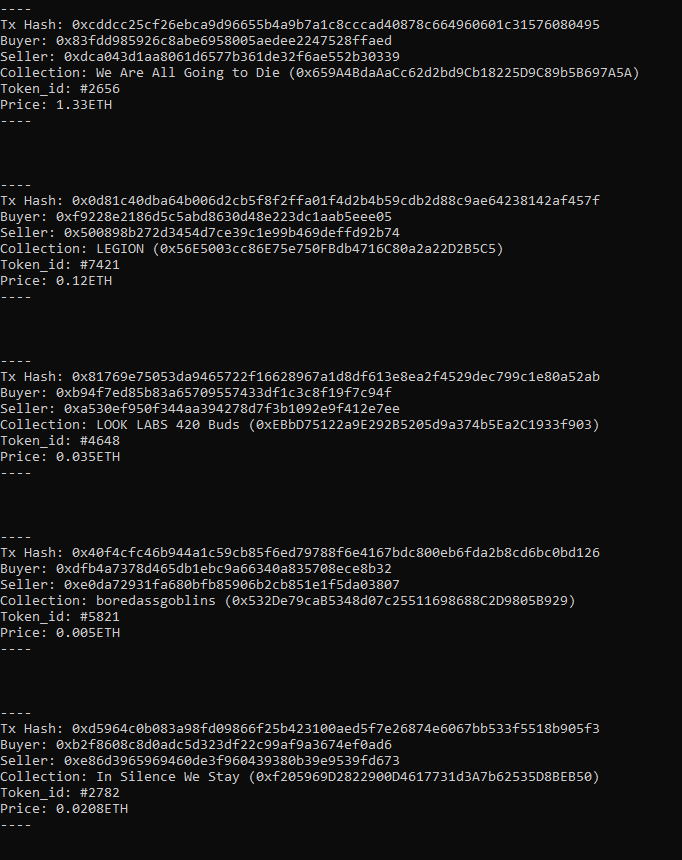 ----
Tx Hash: 0xcddcc25cf26ebca9d96655b4a9b7a1c8cccad40878c664960601c31576080495
Buyer: 0x83fdd985926c8abe6958005aedee2247528ffaed
Seller: 0xdca043d1aa8061d6577b361de32f6ae552b30339
Collection: We Are All Going to Die (0x659A4BdaAaCc62d2bd9Cb18225D9C89b5B697A5A)
Token_id: #2656
Price: 1.33ETH
----
----
Tx Hash: 0x0d81c40dba64b006d2cb5f8f2ffa01f4d2b4b59cdb2d88c9ae64238142af457f
Buyer: 0xf9228e2186d5c5abd8630d48e223dc1aab5eee05
Seller: 0x500898b272d3454d7ce39c1e99b469deffd92b74
Collection: LEGION (0x56E5003cc86E75e750FBdb4716C80a2a22D2B5C5)
Token_id: #7421
Price: 0.12ETH
----
----
Tx Hash: 0x81769e75053da9465722f16628967a1d8df613e8ea2f4529dec799c1e80a52ab
Buyer: 0xb94f7ed85b83a65709557433df1c3c8f19f7c94f
Seller: 0xa530ef950f344aa394278d7f3b1092e9f412e7ee
Collection: LOOK LABS 420 Buds (0xEBbD75122a9E292B5205d9a374b5Ea2C1933f903)
Token_id: #4648
Price: 0.035ETH
----
----
Tx Hash: 0x40f4cfc46b944a1c59cb85f6ed79788f6e4167bdc800eb6fda2b8cd6bc0bd126
Buyer: 0xdfb4a7378d465db1ebc9a66340a835708ece8b32
Seller: 0xe0da72931fa680bfb85906b2cb851e1f5da03807
Collection: boredassgoblins (0x532De79caB5348d07c25511698688C2D9805B929)
Token_id: #5821
Price: 0.005ETH
----
----
Tx Hash: 0xd5964c0b083a98fd09866f25b423100aed5f7e26874e6067bb533f5518b905f3
Buyer: 0xb2f8608c8d0adc5d323df22c99af9a3674ef0ad6
Seller: 0xe86d3965969460de3f960439380b39e9539fd673
Collection: In Silence We Stay (0xf205969D2822900D4617731d3A7b62535D8BEB50)
Token_id: #2782
Price: 0.0208ETH
----